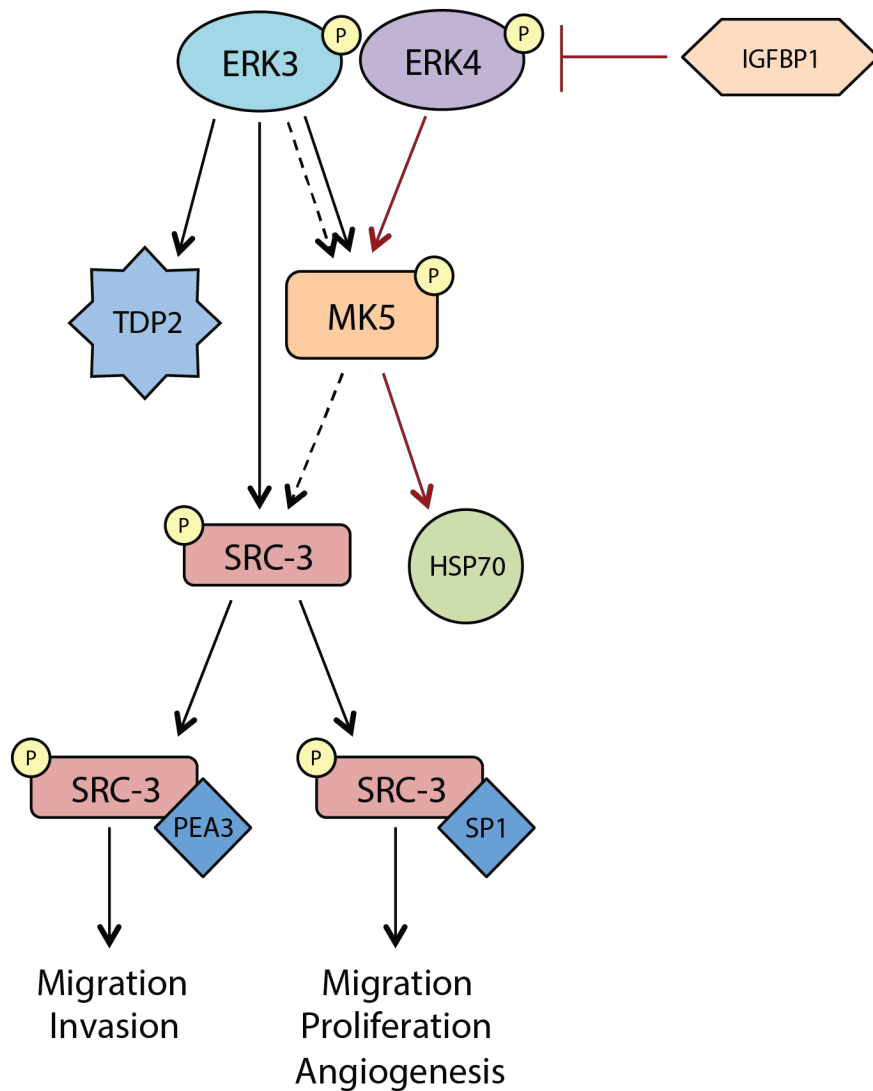 P
P
ERK3
ERK4
IGFBP1
P
TDP2
MK5
P
SRC-3
HSP70
P
P
SRC-3
SRC-3
PEA3
SP1
Migration
Invasion
Migration
Proliferation
Angiogenesis